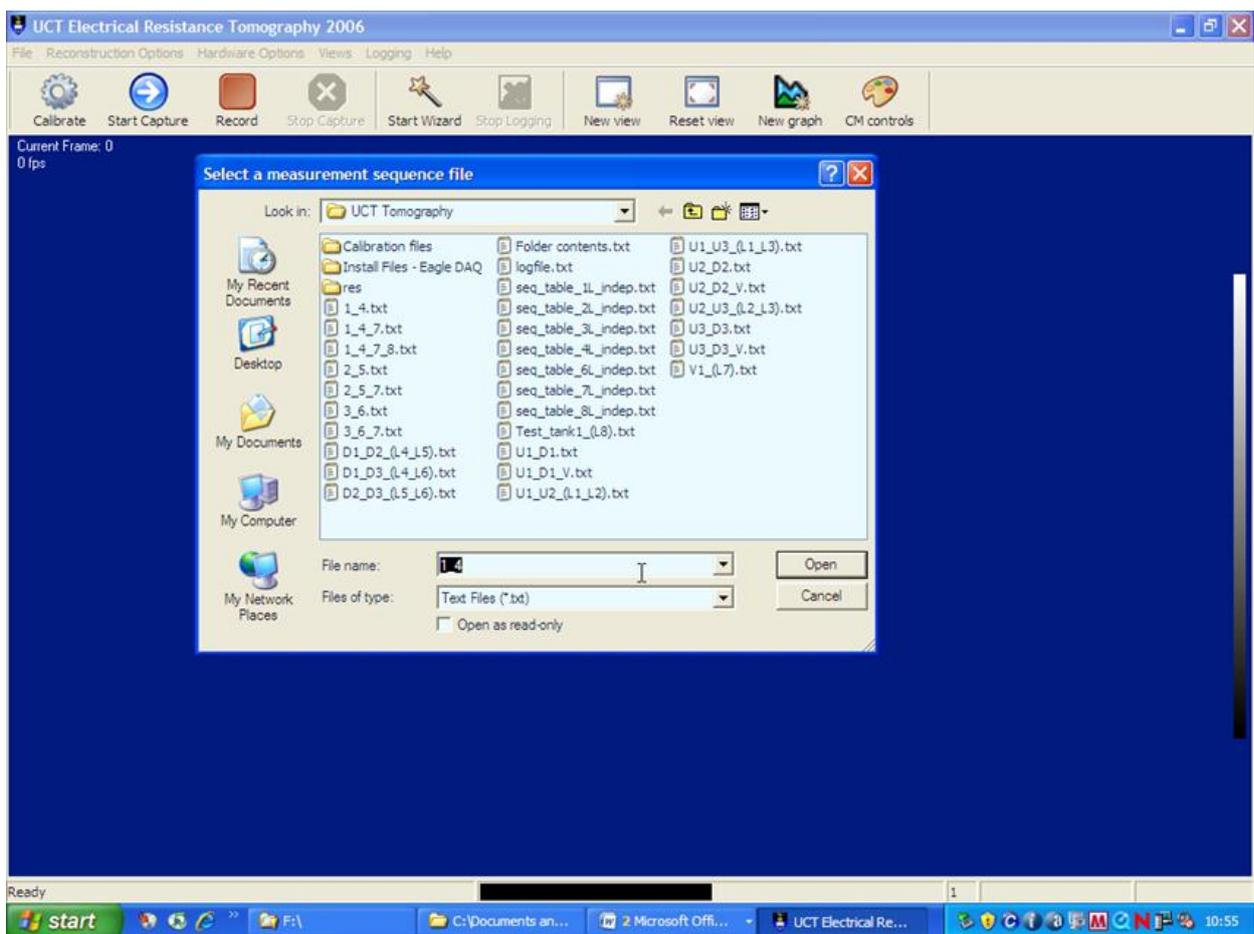 UCT Electrical Resistance Tomography 2006
File Reconstruction Options Hardware Options Views Logging Help
Calibrate Start Capture Record Stop Capture Start Wizard Stop Logging New view Reset view New graph CM controls
Current Frame: 0
0 fps
Select a measurement sequence file
Look in: UCT Tomography
My Recent Documents
Desktop
My Documents
My Computer
My Network Places
Calibration files
Install Files - Eagle DAQ
res
1_4.txt
1_4_7.txt
1_4_7_8.txt
2_5.txt
2_5_7.txt
3_6.txt
3_6_7.txt
D1_D2_(L4_L5).txt
D1_D3_(L4_L6).txt
D2_D3_(L5_L6).txt
Folder contents.txt
logfile.txt
seq_table_1L_indep.txt
seq_table_2L_indep.txt
seq_table_3L_indep.txt
seq_table_4L_indep.txt
seq_table_6L_indep.txt
seq_table_7L_indep.txt
seq_table_8L_indep.txt
Test_tank1_(L8).txt
U1_D1.txt
U1_D1_V.txt
U1_U2_(L1_L2).txt
U1_U3_(L1_L3).txt
U2_D2.txt
U2_D2_V.txt
U2_U3_(L2_L3).txt
U3_D3.txt
U3_D3_V.txt
V1_(L7).txt
File name: 1_4 Open
Files of type: Text Files (*.txt) Cancel
Open as read-only
Ready 1
start F:\ C:\Documents an... 2 Microsoft Offi... UCT Electrical Re... 10:55